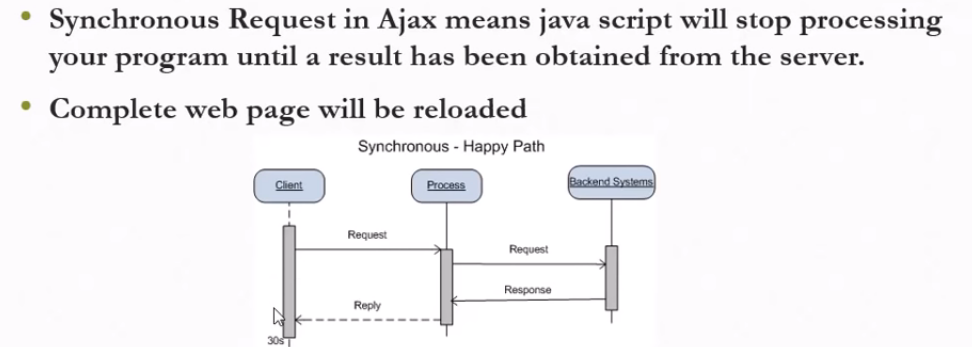 • Synchronous Request in Ajax means java script will stop processing
your program until a result has been obtained from the server.
• Complete web page will be reloaded
Synchronous - Happy Path
Client
Process
Backend Systems
Request
Request
Response
Reply
30s